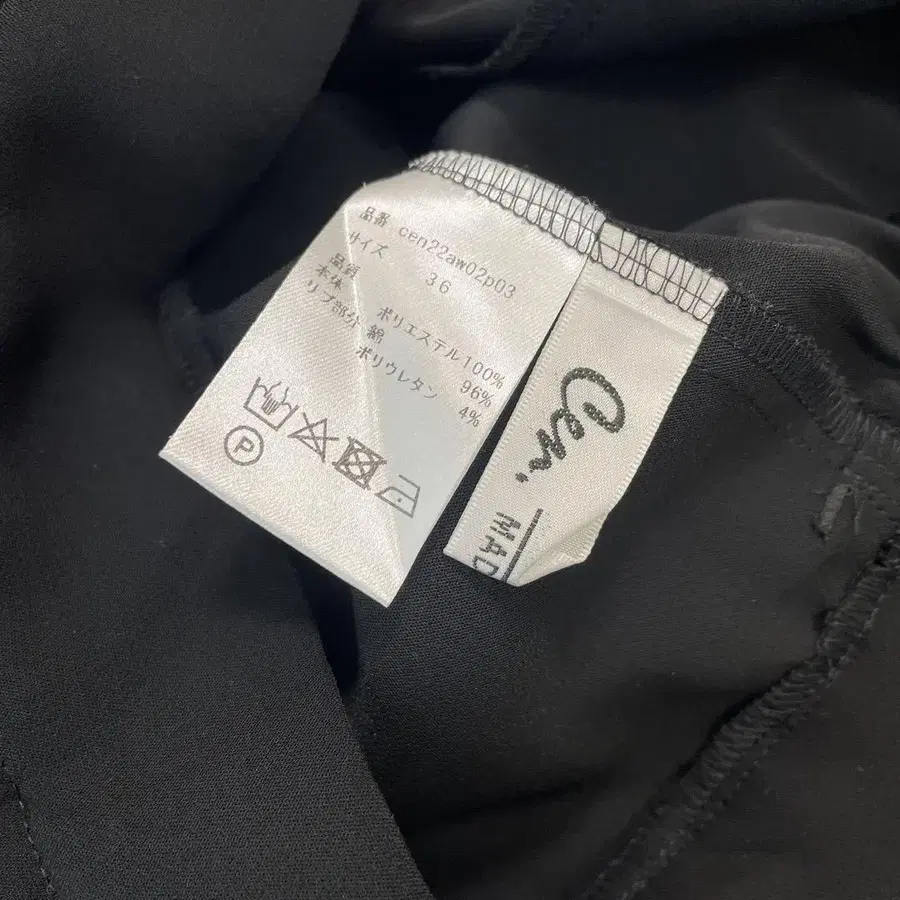 品番 cen22aw02p03
サイズ 36
品質
本体 ポリエステル100%
リブ部分 綿 96%
ポリウレタン 4%
P
Cen.
MAD